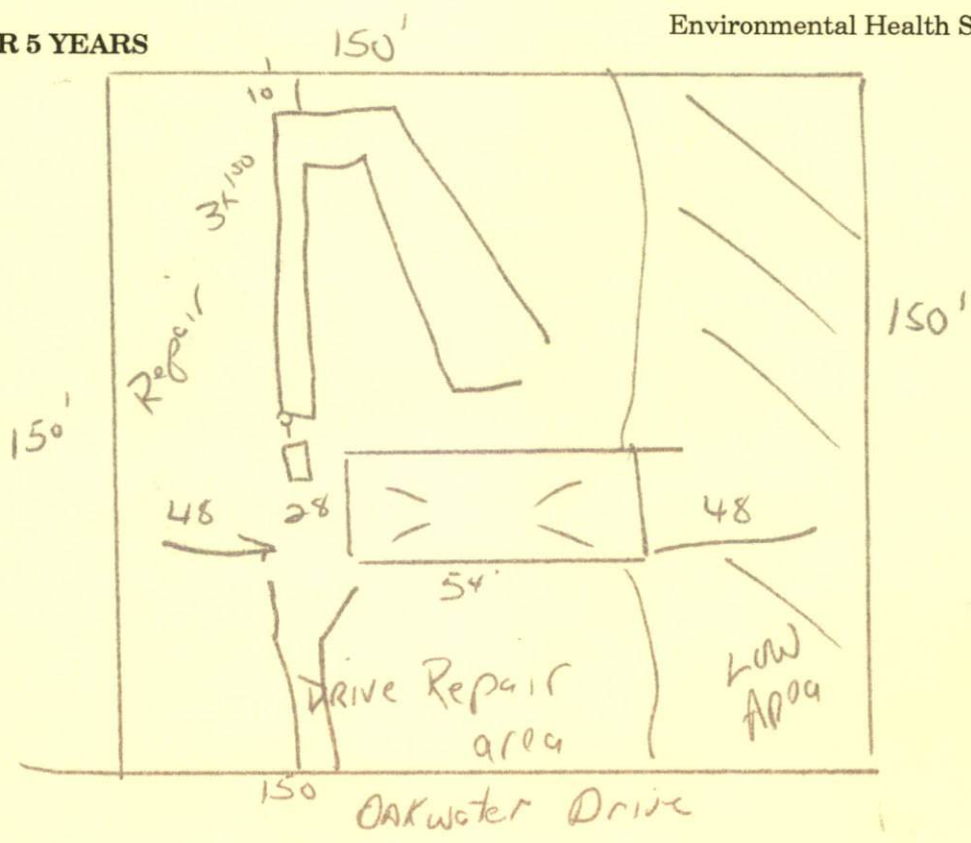 R 5 YEARS
Environmental Health S
150'
10
3x100
Repair
150'
150'
48
28
48
54'
Drive Repair
area
Low
Area
150
Oakwater Drive